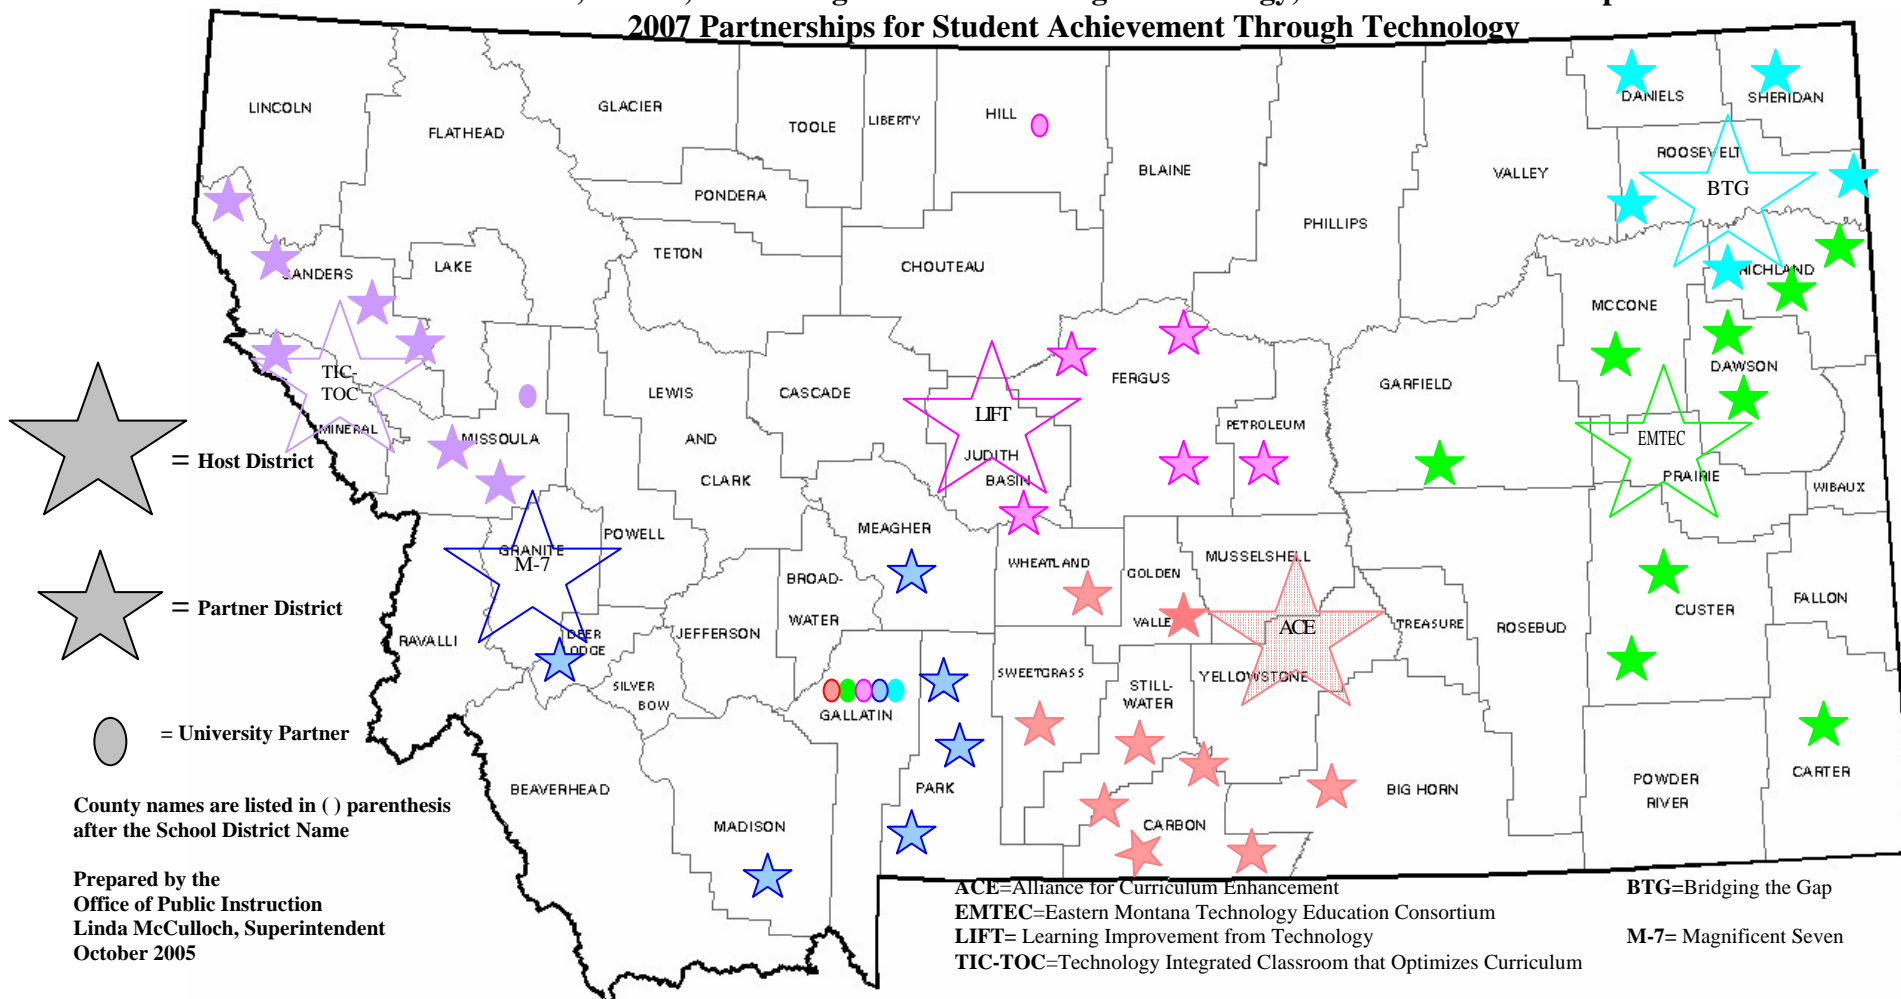 2007 Partnerships for Student Achievement Through Technology
LINCOLN
FLATHEAD
GLACIER
TOOLE
LIBERTY
HILL
BLAINE
PHILLIPS
VALLEY
DANIELS
SHERIDAN
ROOSEVELT
BTG
PONDERA
TETON
CHOUTEAU
SANDERS
LAKE
RICHLAND
MCCONE
DAWSON
GARFIELD
TIC-
TOC
MINERAL
MISSOULA
LEWIS
AND
CLARK
CASCADE
LIFT
JUDITH
BASIN
FERGUS
PETROLEUM
EMTEC
PRAIRIE
WIBAUX
= Host District
GRANITE
M-7
POWELL
MEAGHER
WHEATLAND
GOLDEN
VALLE
MUSSELSHELL
ACE
TREASURE
ROSEBUD
CUSTER
FALLON
= Partner District
RAVALLI
DEER
LODGE
JEFFERSON
BROAD-
WATER
SILVER
BOW
GALLATIN
SWEETGRASS
STILL-
WATER
YELLOWSTONE
= University Partner
BEAVERHEAD
MADISON
PARK
CARBON
BIG HORN
POWDER
RIVER
CARTER
County names are listed in ( ) parenthesis
after the School District Name
Prepared by the
Office of Public Instruction
Linda McCulloch, Superintendent
October 2005
ACE=Alliance for Curriculum Enhancement
EMTEC=Eastern Montana Technology Education Consortium
LIFT= Learning Improvement from Technology
TIC-TOC=Technology Integrated Classroom that Optimizes Curriculum
BTG=Bridging the Gap
M-7= Magnificent Seven